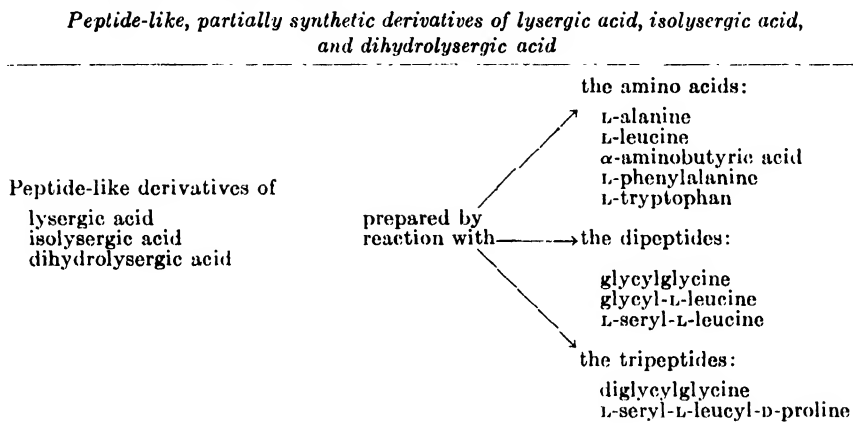 Peptide-like, partially synthetic derivatives of lysergic acid, isolysergic acid,
and dihydrolysergic acid
Peptide-like derivatives of
lysergic acid
isolysergic acid
dihydrolysergic acid
prepared by
reaction with
the amino acids:
L-alanine
L-leucine
α-aminobutyric acid
L-phenylalanine
L-tryptophan
the dipeptides:
glycylglycine
glycyl-L-leucine
L-seryl-L-leucine
the tripeptides:
diglycylglycine
L-seryl-L-leucyl-D-proline